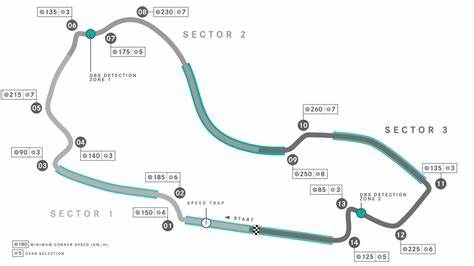 08
⊚230 ⊚7
⊚135 ⊚3
06
07
⊚175 ⊚5
SECTOR 2
DRS DETECTION
ZONE 1
⊚215 ⊚7
05
10
⊚260 ⊚7
SECTOR 3
04
⊚140 ⊚3
⊚90 ⊚3
03
09
⊚250 ⊚8
⊚135 ⊚3
11
⊚185 ⊚6
02
⊚85 ⊚3
13
DRS DETECTION
ZONE 2
SPEED TRAP
SECTOR 1
⊚150 ⊚4
01
START
12
⊚225 ⊚6
14
⊚215 ⊚5
⊚180 MINIMUM CORNER SPEED (KM/H)
⊚5 GEAR SELECTION